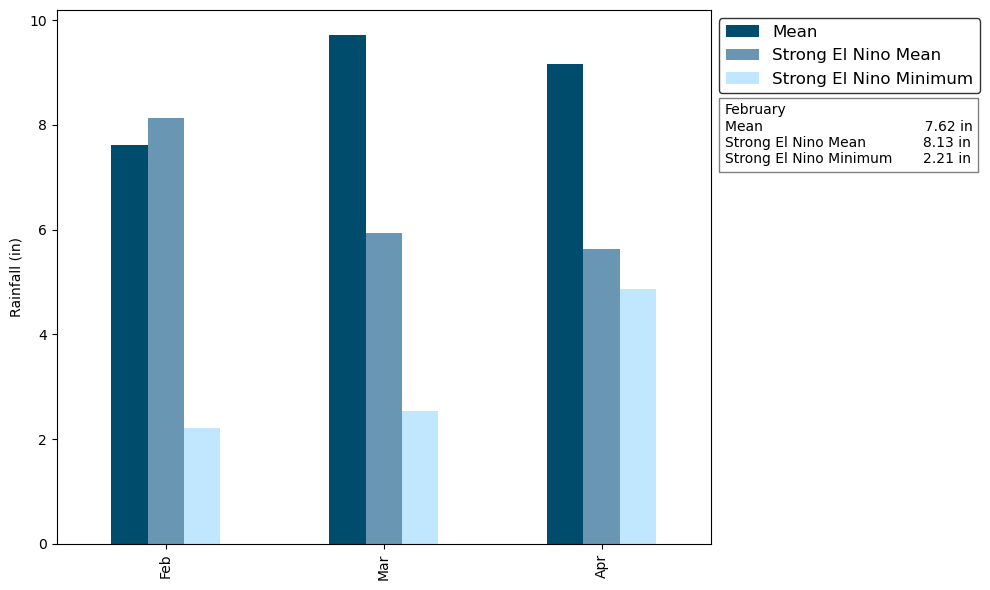 10
8
6
4
2
0
Rainfall (in)
Feb
Mar
Apr
Mean
Strong El Nino Mean
Strong El Nino Minimum
February
Mean 7.62 in
Strong El Nino Mean 8.13 in
Strong El Nino Minimum 2.21 in